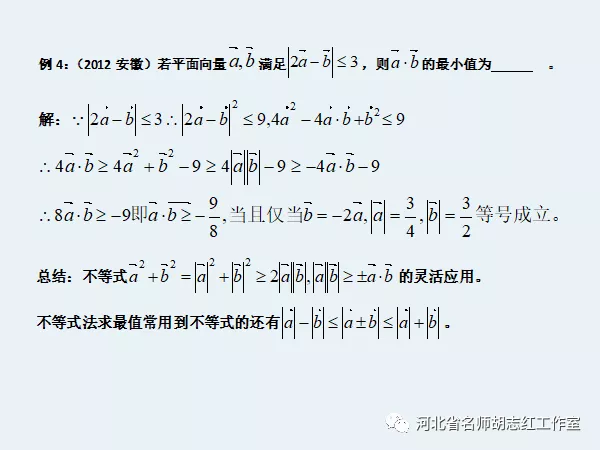 例 4:（2012 安徽）若平面向量 $\vec{a},\vec{b}$ 满足 $|2\vec{a}-\vec{b}|\le 3$，则 $\vec{a}\cdot\vec{b}$ 的最小值为______ 。
解：$\because |2\vec{a}-\vec{b}|\le 3 \therefore |2\vec{a}-\vec{b}|^2\le 9, 4\vec{a}^2-4\vec{a}\cdot\vec{b}+\vec{b}^2\le 9$
$\therefore 4\vec{a}\cdot\vec{b}\ge 4\vec{a}^2+\vec{b}^2-9\ge 4|\vec{a}||\vec{b}|-9\ge -4\vec{a}\cdot\vec{b}-9$
$\therefore 8\vec{a}\cdot\vec{b}\ge -9$即$\vec{a}\cdot\vec{b}\ge -\frac{9}{8}$,当且仅当$\vec{b}=-2\vec{a},|\vec{a}|=\frac{3}{4},|\vec{b}|=\frac{3}{2}$ 等号成立。
总结：不等式$\vec{a}^2+\vec{b}^2=|\vec{a}|^2+|\vec{b}|^2\ge 2|\vec{a}||\vec{b}|,|\vec{a}||\vec{b}|\ge \pm\vec{a}\cdot\vec{b}$ 的灵活应用。
不等式法求最值常用到不等式的还有$|\vec{a}|-|\vec{b}|\le|\vec{a}\pm\vec{b}|\le|\vec{a}|+|\vec{b}|$ 。
河北省名师胡志红工作室